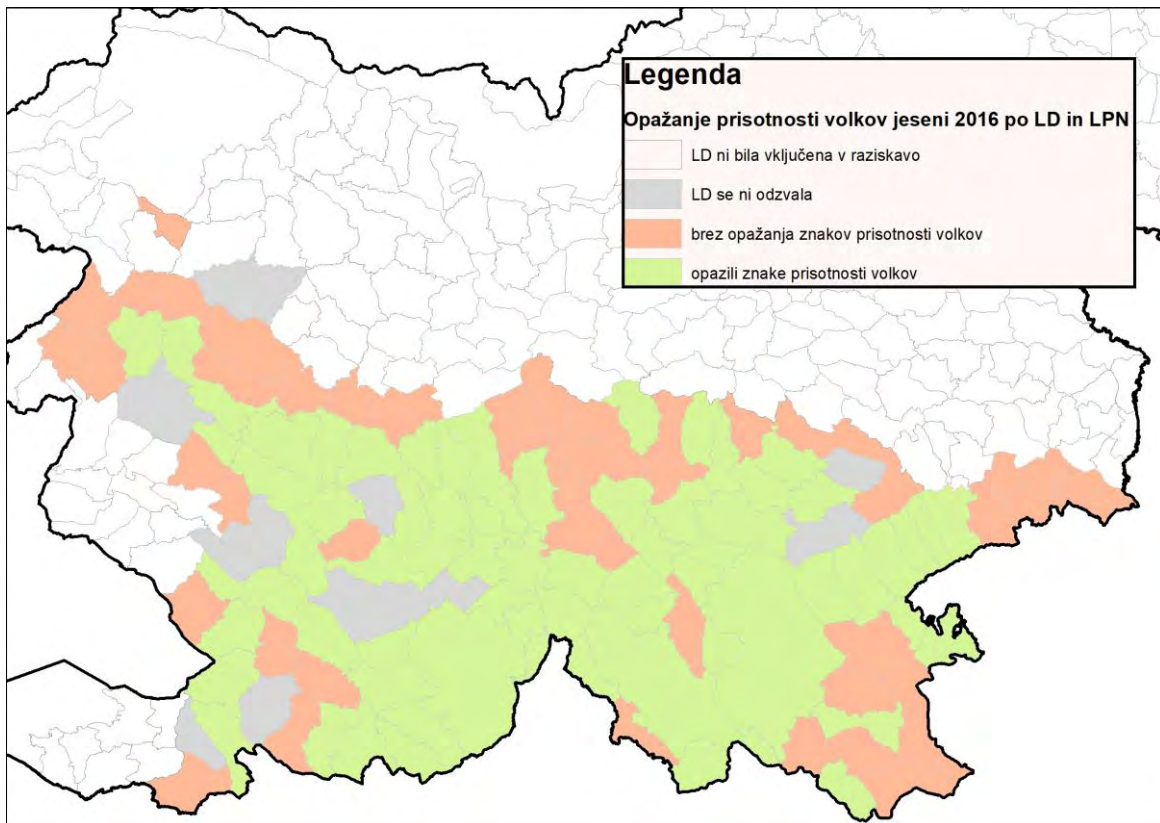 Legenda
Opažanje prisotnosti volkov jeseni 2016 po LD in LPN
LD ni bila vključena v raziskavo
LD se ni odzvala
brez opažanja znakov prisotnosti volkov
opazili znake prisotnosti volkov